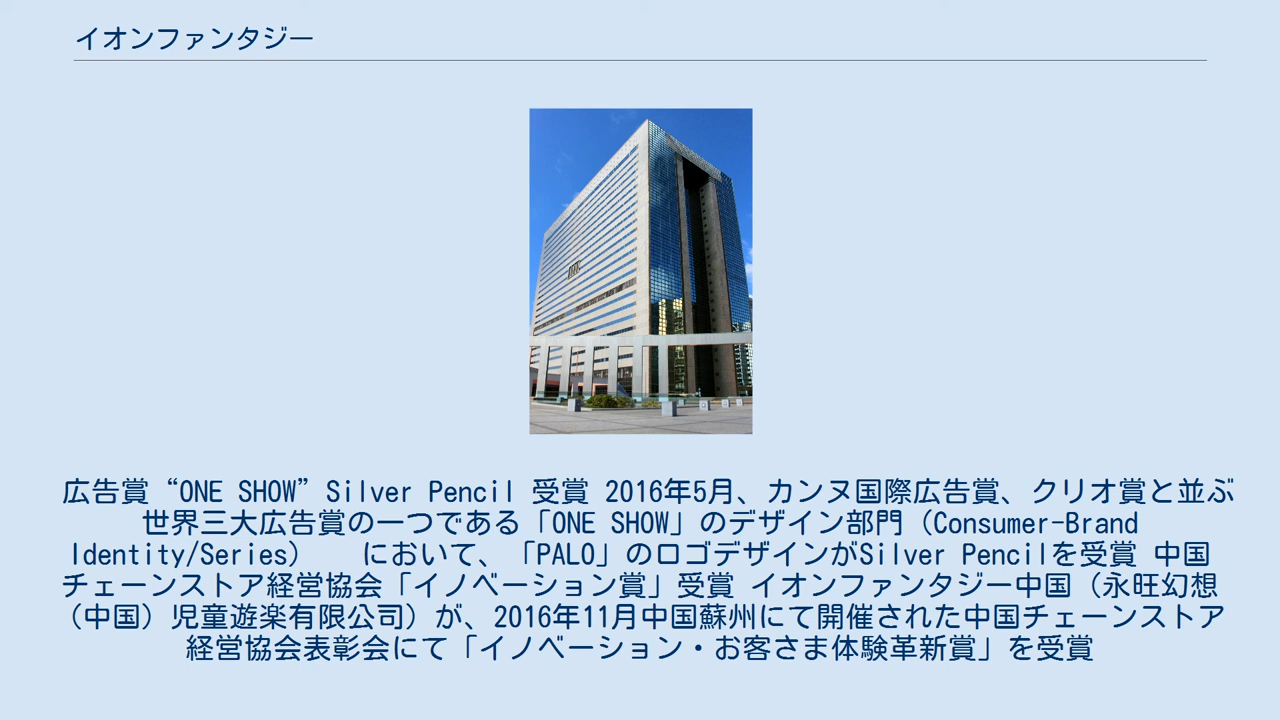 イオンファンタジー
広告賞“ONE SHOW”Silver Pencil 受賞 2016年5月、カンヌ国際広告賞、クリオ賞と並ぶ
世界三大広告賞の一つである「ONE SHOW」のデザイン部門（Consumer-Brand
Identity/Series）　　において、「PALO」のロゴデザインがSilver Pencilを受賞 中国
チェーンストア経営協会「イノベーション賞」受賞 イオンファンタジー中国（永旺幻想
（中国）児童遊楽有限公司）が、2016年11月中国蘇州にて開催された中国チェーンストア
経営協会表彰会にて「イノベーション・お客さま体験革新賞」を受賞